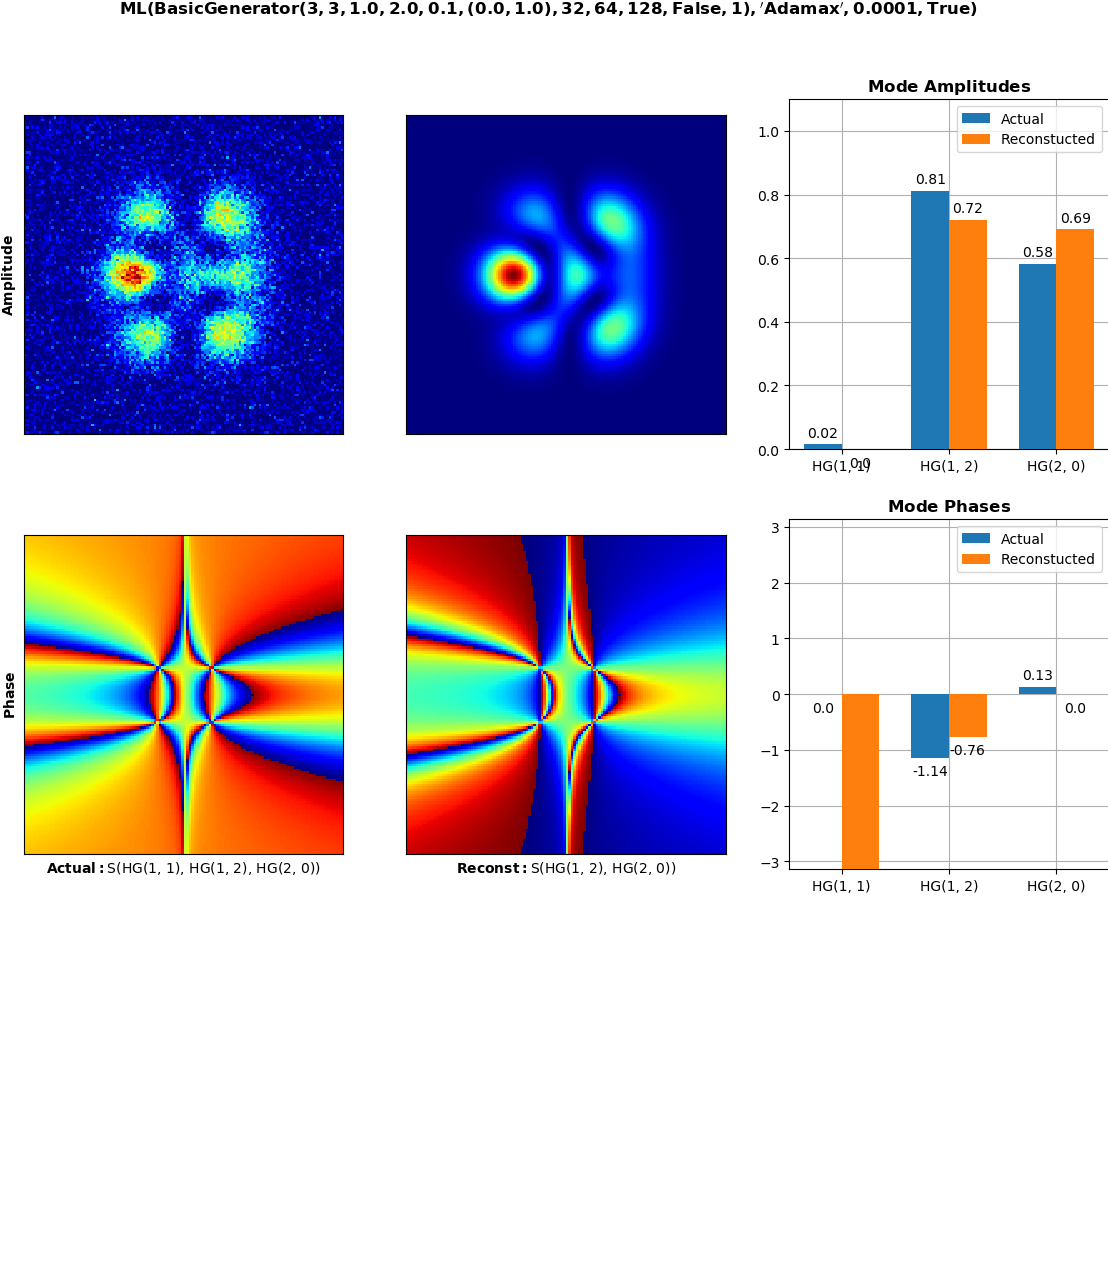 ML(BasicGenerator(3, 3, 1.0, 2.0, 0.1, (0.0, 1.0), 32, 64, 128, False, 1), 'Adamax', 0.0001, True)
Amplitude
Mode Amplitudes
Actual
Reconstucted
1.0
0.8
0.6
0.4
0.2
0.0
0.02
0.0
0.81
0.72
0.58
0.69
HG(1, 1)
HG(1, 2)
HG(2, 0)
Phase
Actual: S(HG(1, 1), HG(1, 2), HG(2, 0))
Reconst: S(HG(1, 2), HG(2, 0))
Mode Phases
Actual
Reconstucted
3
2
1
0
−1
−2
−3
0.0
-1.14
-0.76
0.13
0.0
HG(1, 1)
HG(1, 2)
HG(2, 0)